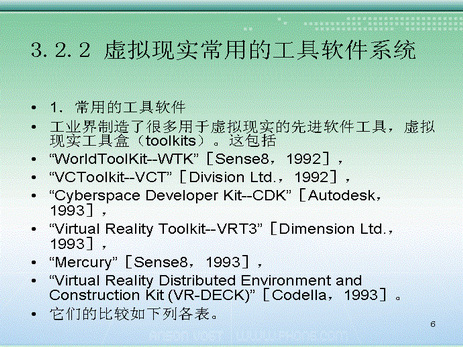 3.2.2 虚拟现实常用的工具软件系统
• 1．常用的工具软件
• 工业界制造了很多用于虚拟现实的先进软件工具，虚拟
现实工具盒（toolkits）。这包括
• “WorldToolKit--WTK”［Sense8，1992］，
• “VCToolkit--VCT”［Division Ltd.，1992］，
• “Cyberspace Developer Kit--CDK”［Autodesk，
1993］，
• “Virtual Reality Toolkit--VRT3”［Dimension Ltd.，
1993］，
• “Mercury”［Sense8，1993］，
• “Virtual Reality Distributed Environment and
Construction Kit (VR-DECK)”［Codella，1993］。
• 它们的比较如下列各表。
6